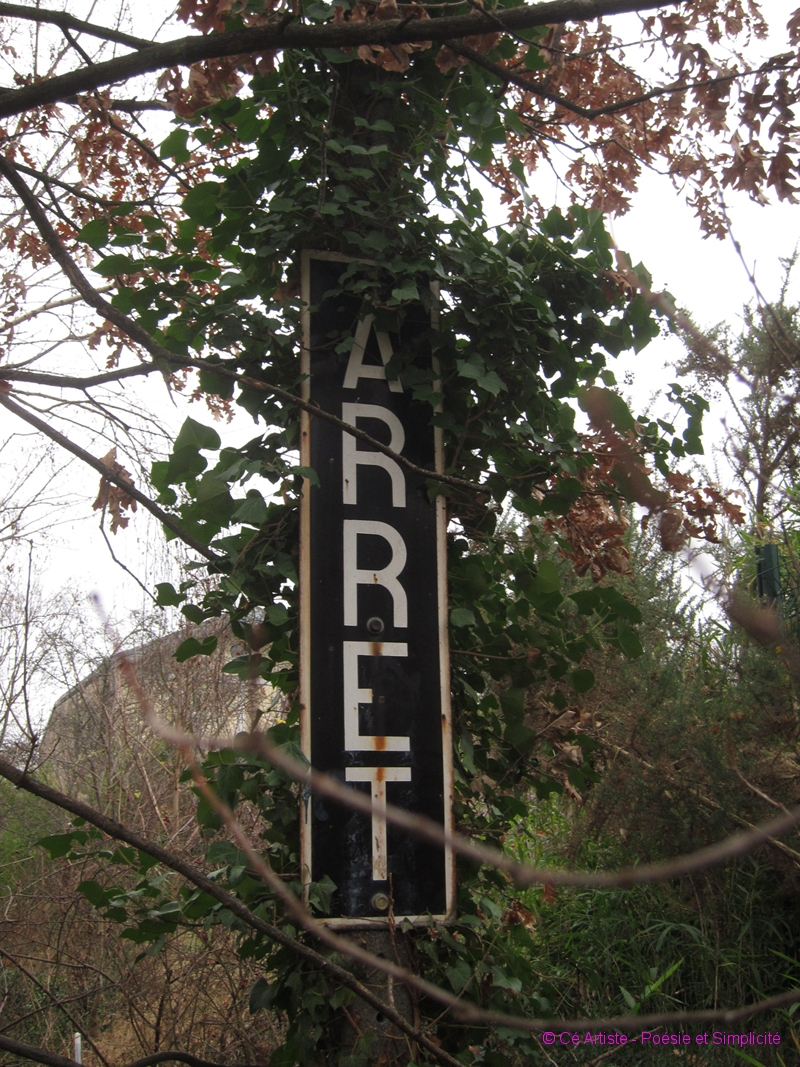 ARRET
© Cé Artiste - Poésie et Simplicité